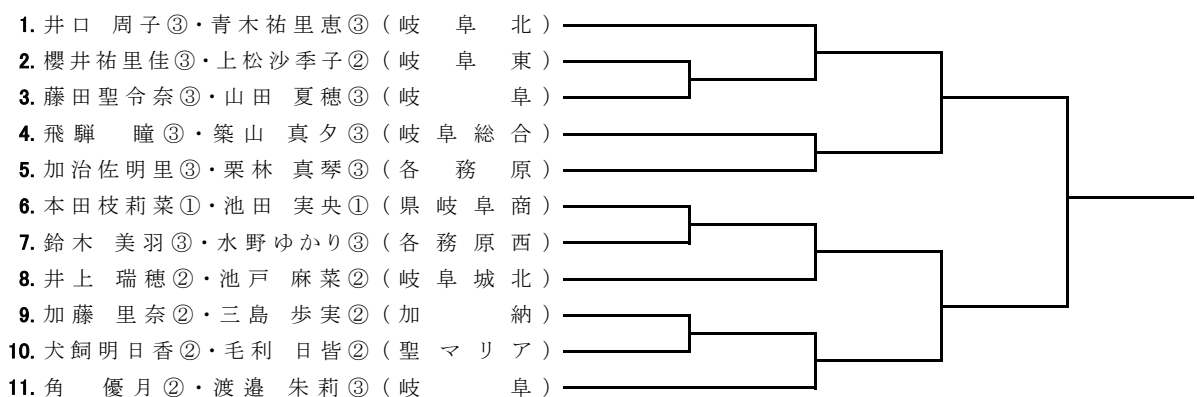 1. 井口 周子③・青木祐里恵③(岐阜北)
2. 櫻井祐里佳③・上松沙季子②(岐阜東)
3. 藤田聖令奈③・山田 夏穂③(岐阜)
4. 飛騨 瞳③・築山 真夕③(岐阜総合)
5. 加治佐明里③・栗林 真琴③(各務原)
6. 本田枝莉菜①・池田 実央①(県岐阜商)
7. 鈴木 美羽③・水野ゆかり③(各務原西)
8. 井上 瑞穂②・池戸 麻菜②(岐阜城北)
9. 加藤 里奈②・三島 歩実②(加納)
10. 犬飼明日香②・毛利 日皆②(聖マリア)
11. 角 優月②・渡邉 朱莉③(岐阜)